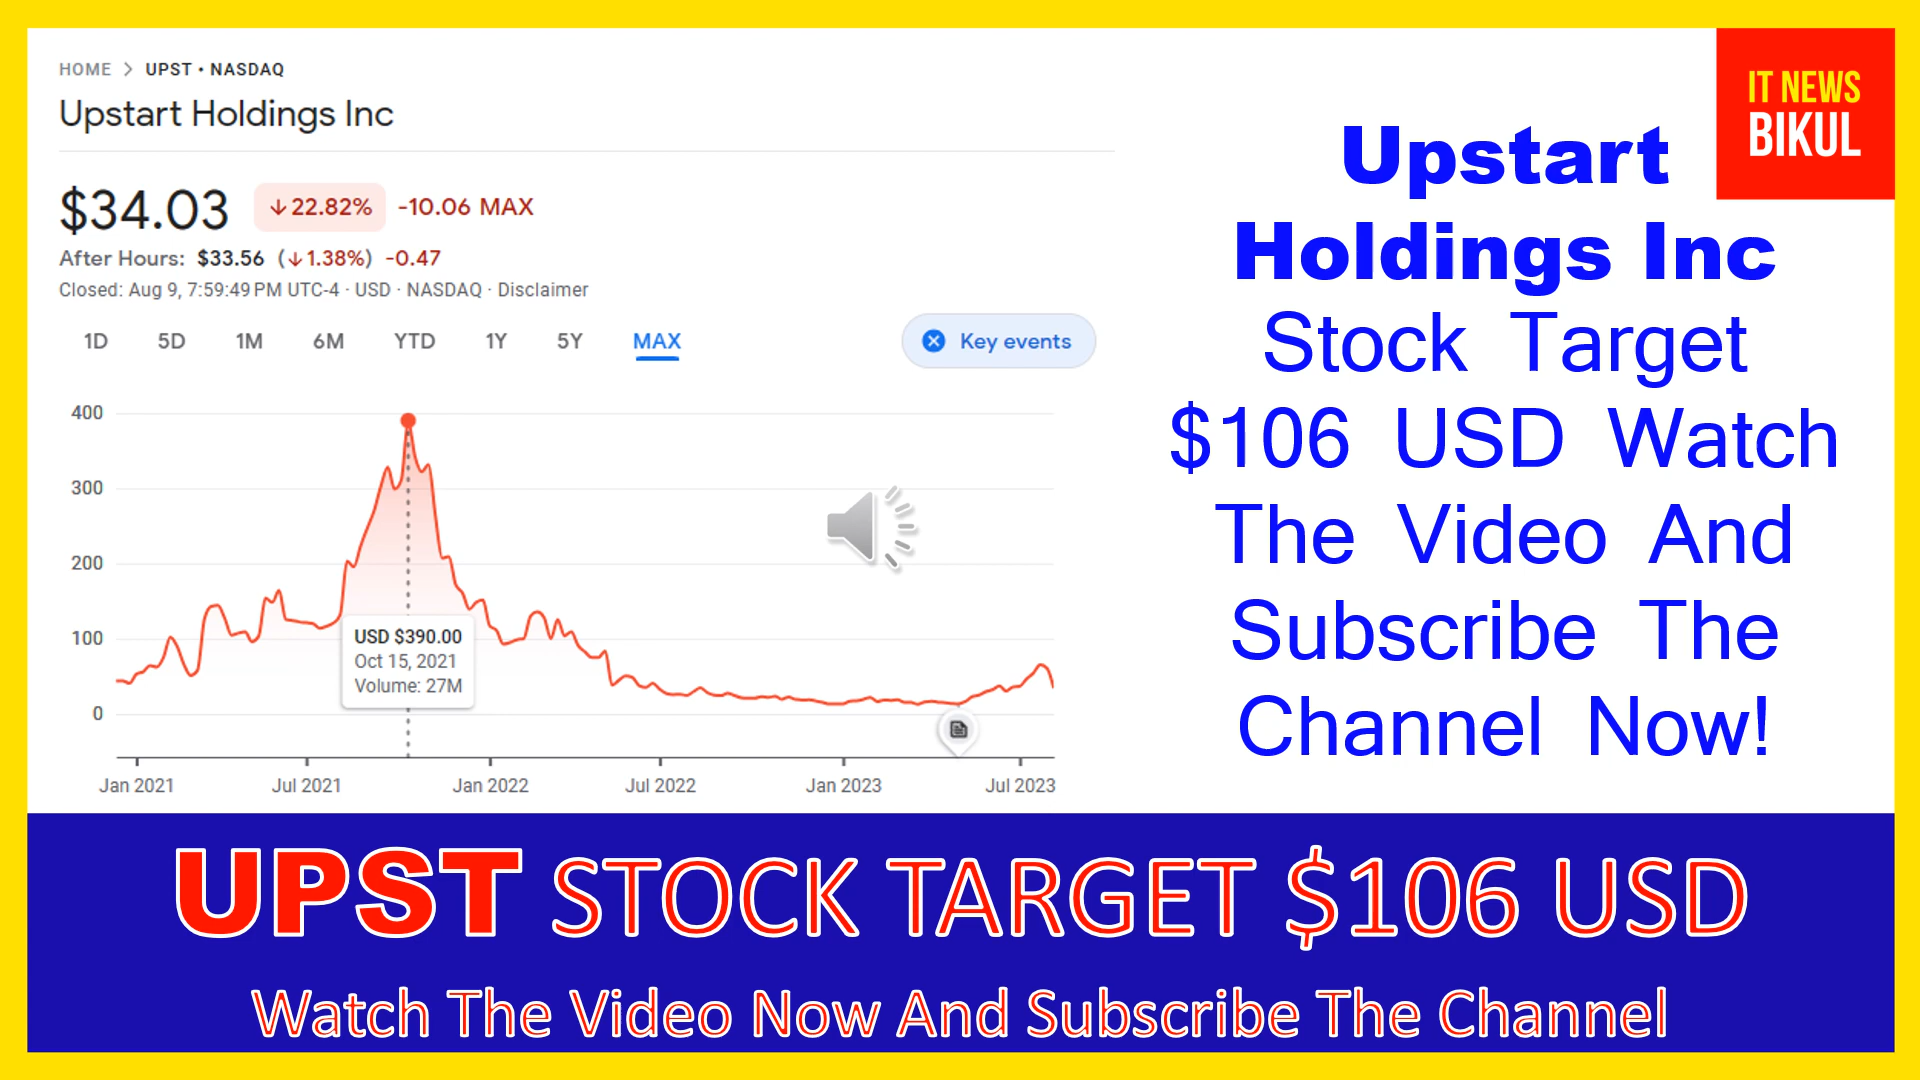 HOME > UPST • NASDAQ
Upstart Holdings Inc
$34.03 ↓22.82% -10.06 MAX
After Hours: $33.56 (↓1.38%) -0.47
Closed: Aug 9, 7:59:49 PM UTC-4 · USD · NASDAQ · Disclaimer
1D 5D 1M 6M YTD 1Y 5Y MAX
Key events
400
300
200
100
0
USD $390.00
Oct 15, 2021
Volume: 27M
Jan 2021 Jul 2021 Jan 2022 Jul 2022 Jan 2023 Jul 2023
IT NEWS
BIKUL
Upstart
Holdings Inc
Stock Target
$106 USD Watch
The Video And
Subscribe The
Channel Now!
UPST STOCK TARGET $106 USD
Watch The Video Now And Subscribe The Channel